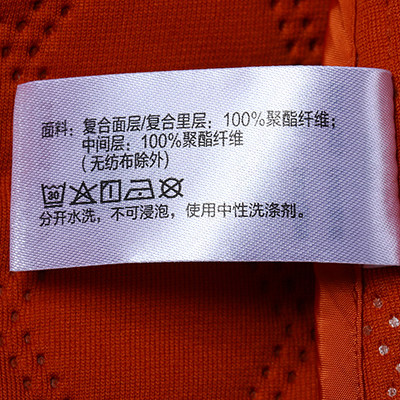 面料：复合面层/复合里层：100%聚酯纤维；
中间层：100%聚酯纤维
（无纺布除外）
30
分开水洗，不可浸泡，使用中性洗涤剂。